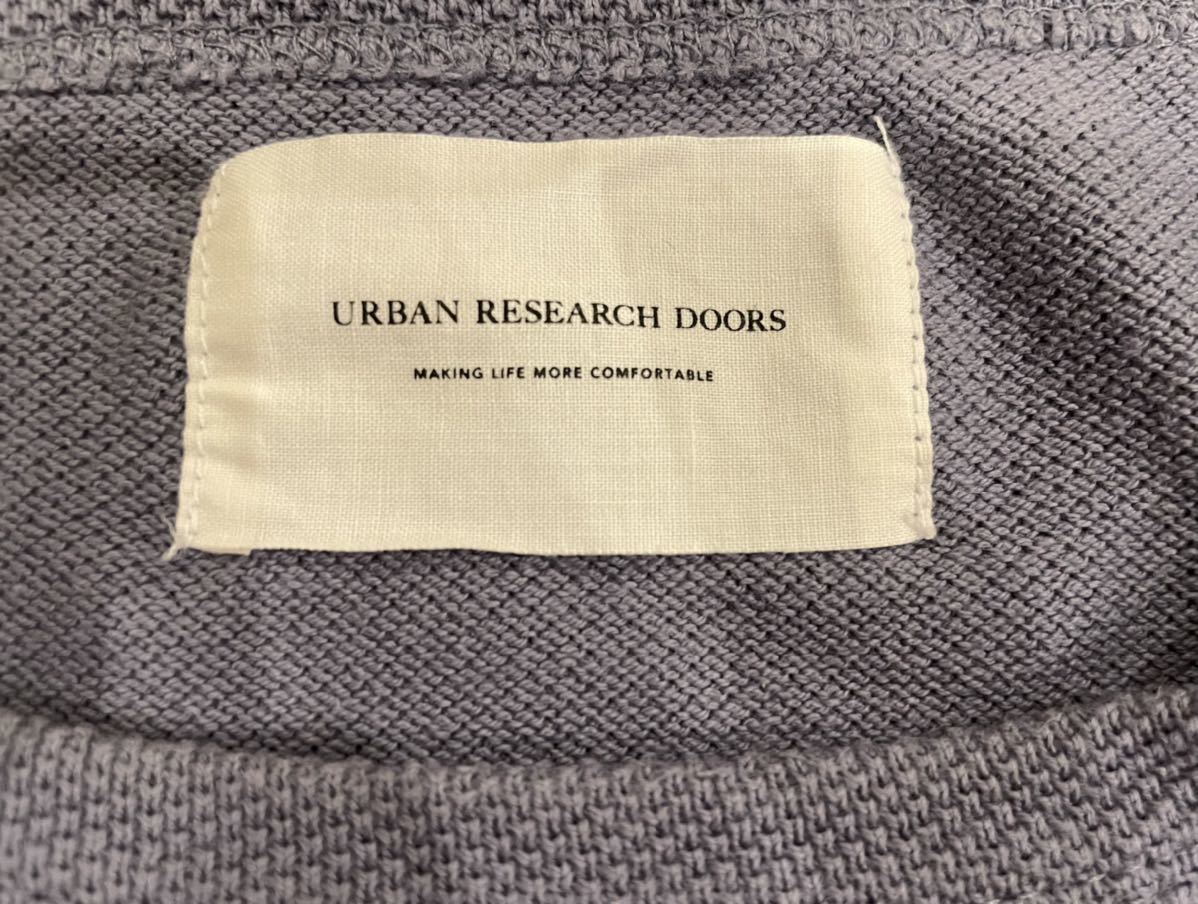 URBAN RESEARCH DOORS
MAKING LIFE MORE COMFORTABLE